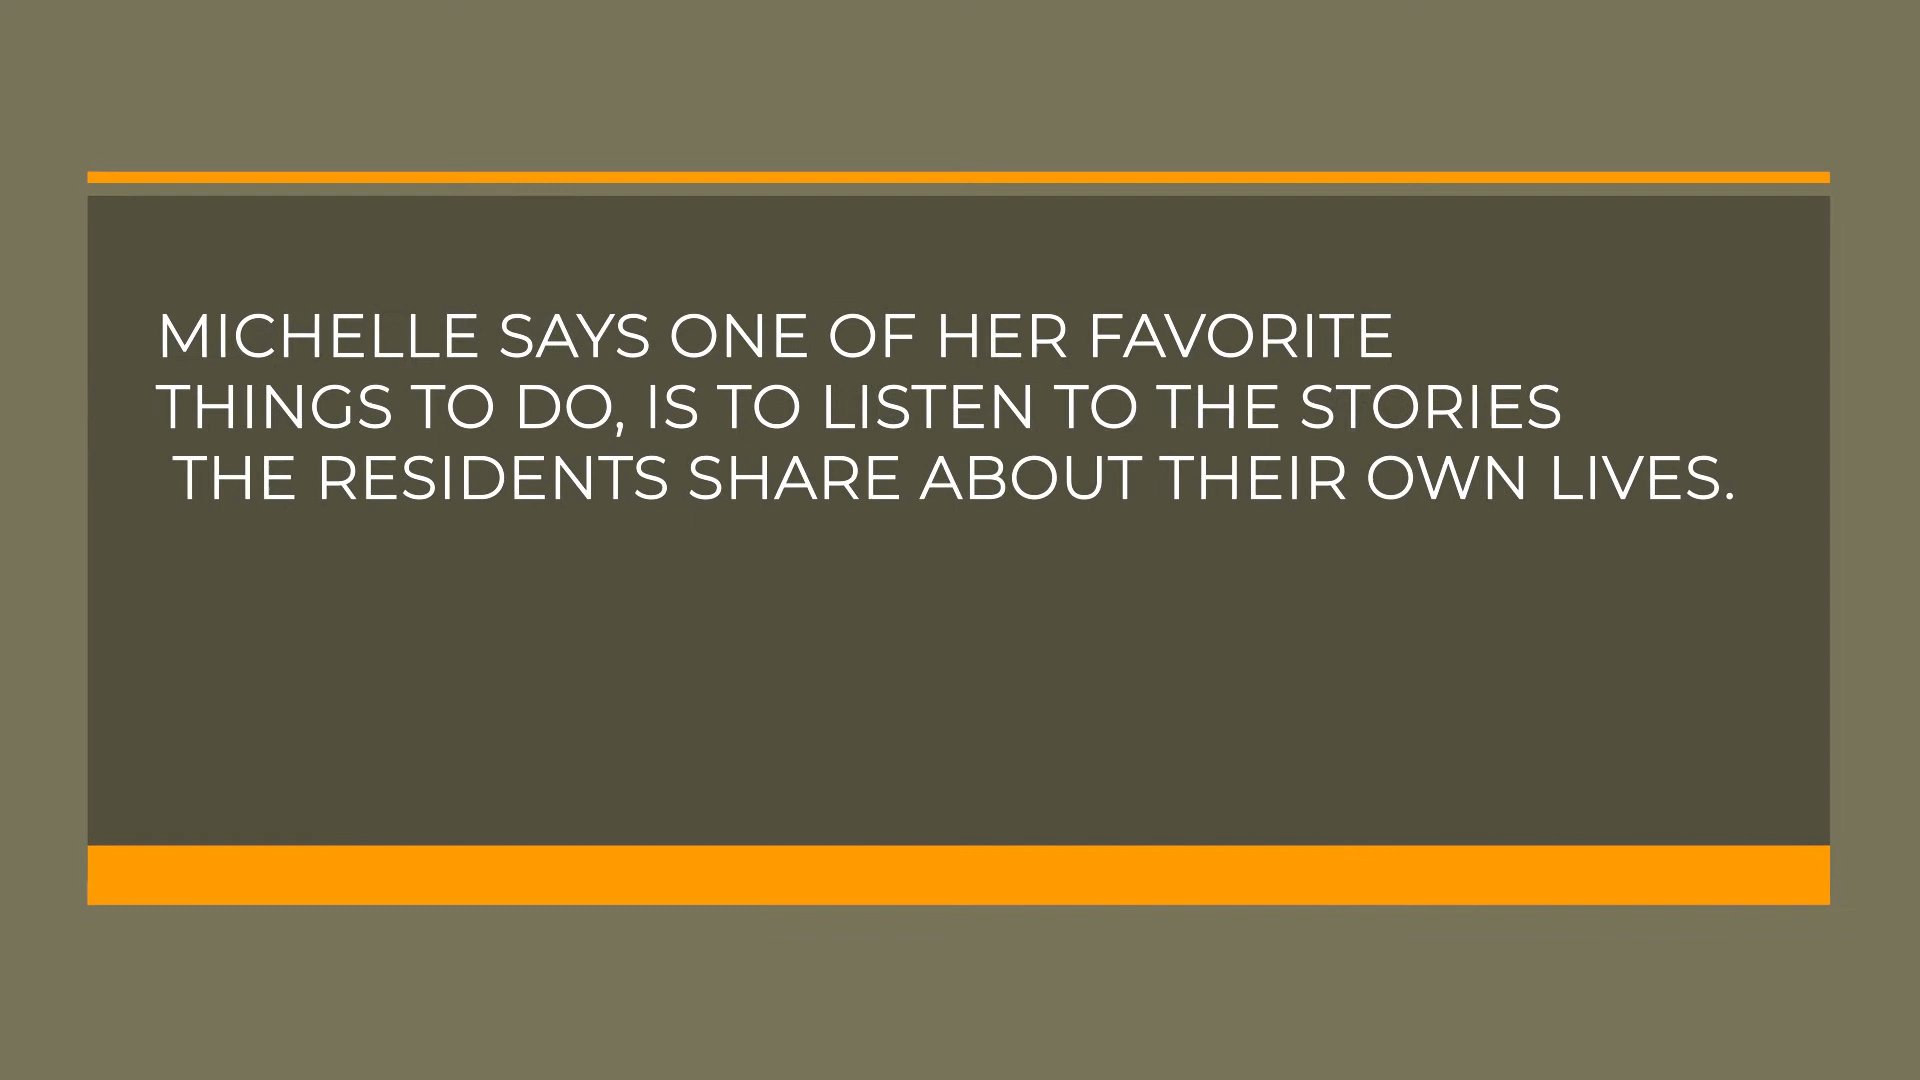 MICHELLE SAYS ONE OF HER FAVORITE
THINGS TO DO, IS TO LISTEN TO THE STORIES
THE RESIDENTS SHARE ABOUT THEIR OWN LIVES.